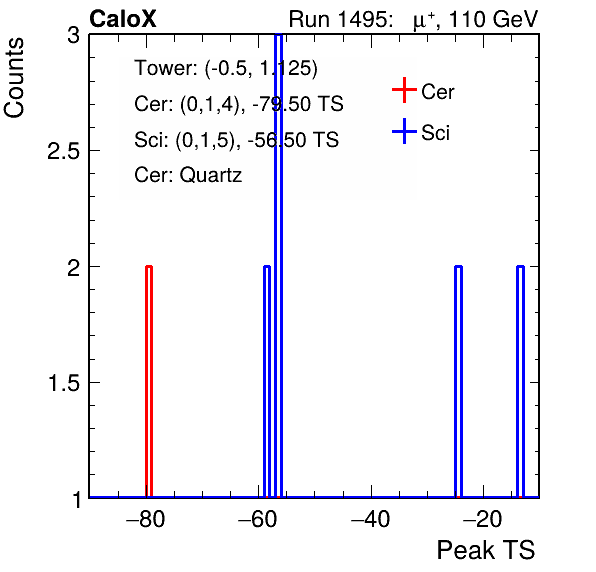 CaloX Run 1495: μ⁺, 110 GeV
Counts
Tower: (-0.5, 1.125)
Cer: (0,1,4), -79.50 TS
Sci: (0,1,5), -56.50 TS
Cer: Quartz
Cer
Sci
3
2.5
2
1.5
1
−80 −60 −40 −20
Peak TS